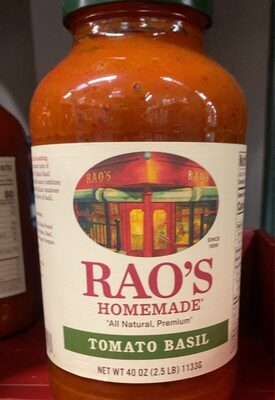 RAO'S
RAO'S
SINCE
1896
RAO'S
HOMEMADE®
"All Natural, Premium"
TOMATO BASIL
NET WT 40 OZ (2.5 LB) 1133G